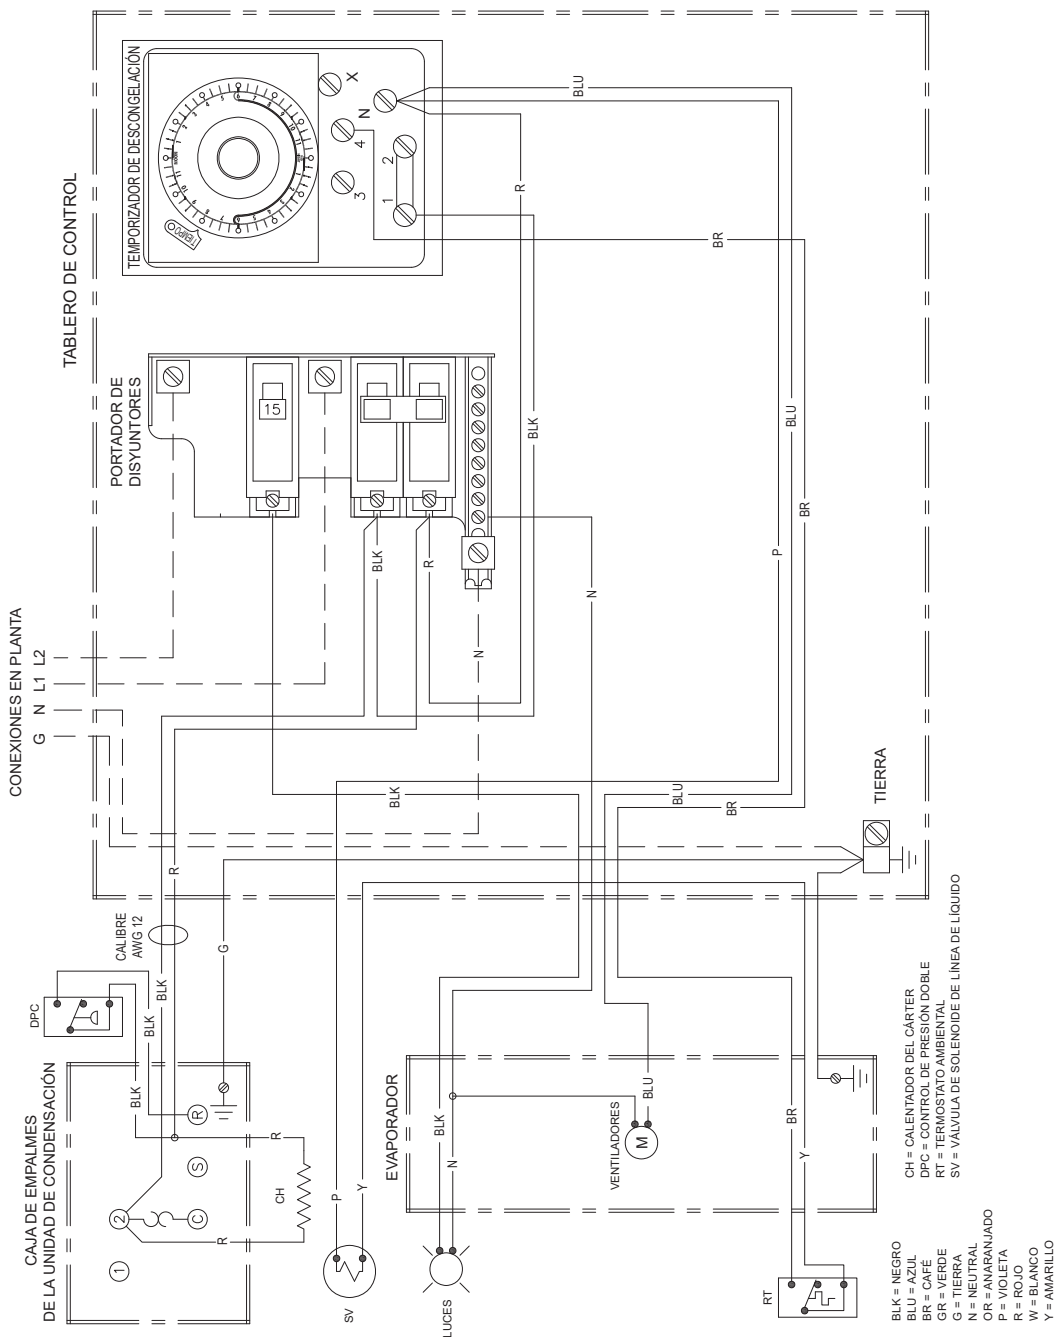 CONEXIONES EN PLANTA
G
N
L1
L2
TABLERO DE CONTROL
PORTADOR DE
DISYUNTORES
15
TEMPORIZADOR DE DESCONGELACIÓN
TIEMPO
X
N
4
3
2
1
BLU
R
BR
BLK
BLU
BR
P
N
BLK
R
N
BLK
BLU
BR
TIERRA
R
CALIBRE
AWG 12
G
DPC
BLK
BLK
BLK
CAJA DE EMPALMES
DE LA UNIDAD DE CONDENSACIÓN
1
2
C
S
R
R
R
CH
P
Y
SV
LUCES
EVAPORADOR
BLK
N
VENTILADORES
M
BLU
BR
Y
RT
CH = CALENTADOR DEL CÁRTER
DPC = CONTROL DE PRESIÓN DOBLE
RT = TERMOSTATO AMBIENTAL
SV = VÁLVULA DE SOLENOIDE DE LÍNEA DE LÍQUIDO
BLK = NEGRO
BLU = AZUL
BR = CAFÉ
GR = VERDE
G = TIERRA
N = NEUTRAL
OR = ANARANJADO
P = VIOLETA
R = ROJO
W = BLANCO
Y = AMARILLO